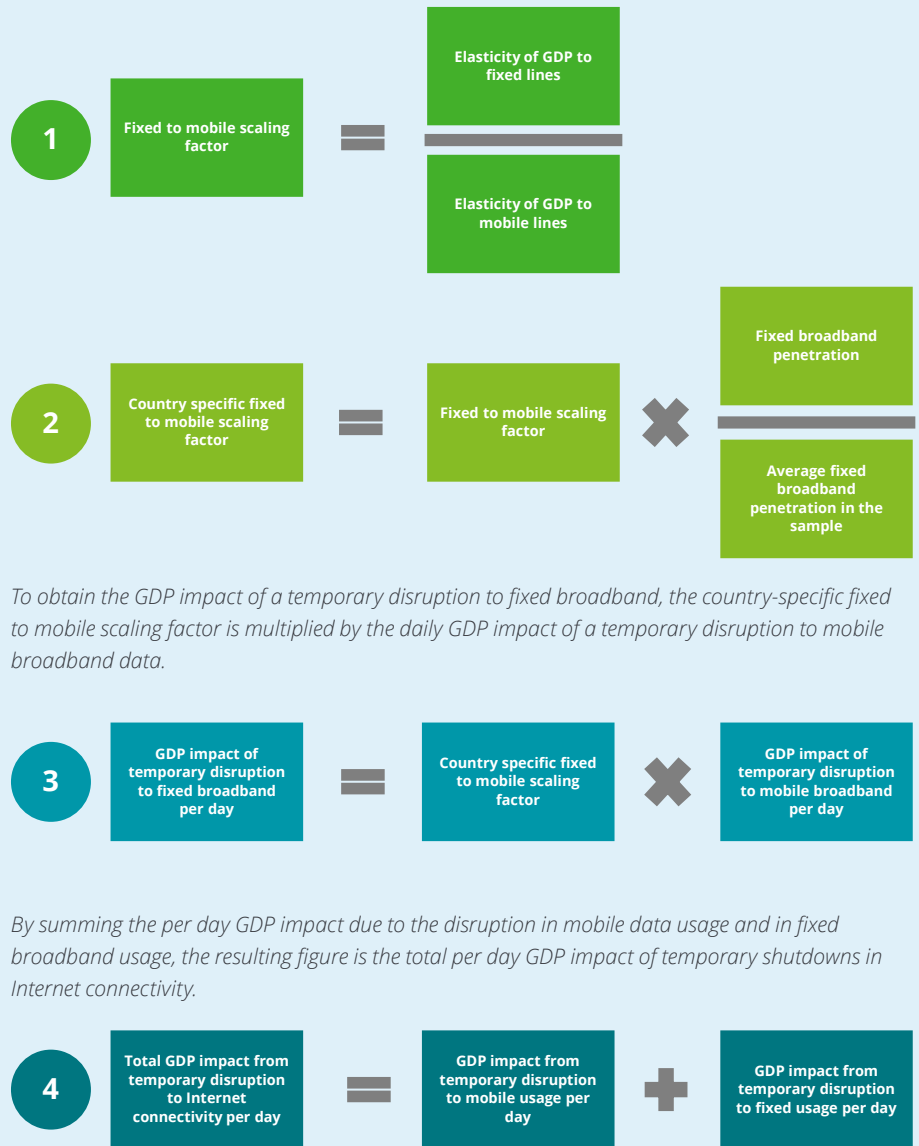 Elasticity of GDP to
fixed lines
1
Fixed to mobile scaling
factor
Elasticity of GDP to
mobile lines
Fixed broadband
penetration
2
Country specific fixed
to mobile scaling
factor
Fixed to mobile scaling
factor
Average fixed
broadband
penetration in the
sample
To obtain the GDP impact of a temporary disruption to fixed broadband, the country-specific fixed
to mobile scaling factor is multiplied by the daily GDP impact of a temporary disruption to mobile
broadband data.
3
GDP impact of
temporary disruption
to fixed broadband
per day
Country specific fixed
to mobile scaling
factor
GDP impact of
temporary disruption
to mobile broadband
per day
By summing the per day GDP impact due to the disruption in mobile data usage and in fixed
broadband usage, the resulting figure is the total per day GDP impact of temporary shutdowns in
Internet connectivity.
4
Total GDP impact from
temporary disruption
to Internet
connectivity per day
GDP impact from
temporary disruption
to mobile usage per
day
GDP impact from
temporary disruption
to fixed usage per day